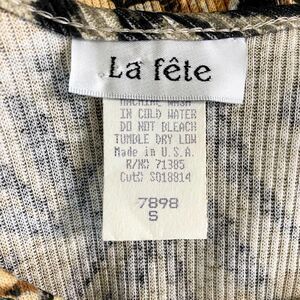 La fête
MACHINE WASH
IN COLD WATER
DO NOT BLEACH
TUMBLE DRY LOW
Made in U.S.A.
R/N# 71385
Cut# S018814
7898
S